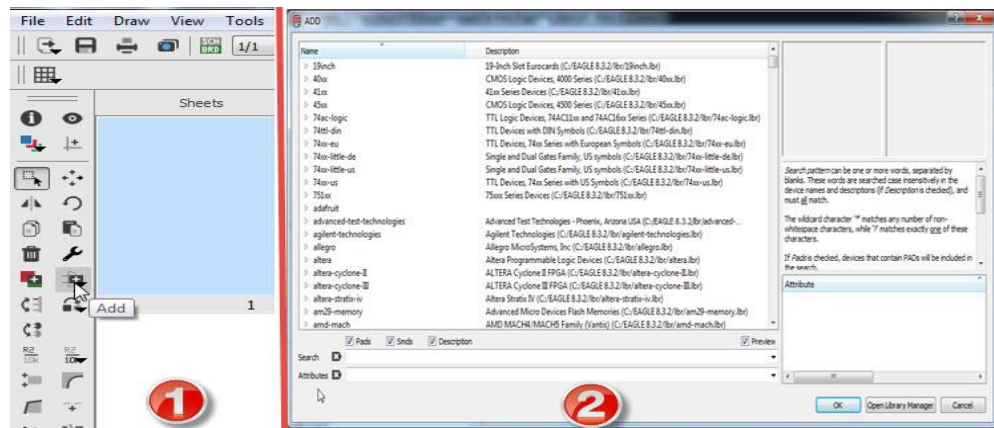 File Edit Draw View Tools
SCH
BRD
1/1
Sheets
Add
1
R2
10k
R2
10k
1
ADD
Name Description
19inch 19-Inch Slot Eurocards (C:/EAGLE 8.3.2/lbr/19inch.lbr)
40xx CMOS Logic Devices, 4000 Series (C:/EAGLE 8.3.2/lbr/40xx.lbr)
41xx 41xx Series Devices (C:/EAGLE 8.3.2/lbr/41xx.lbr)
45xx CMOS Logic Devices, 4500 Series (C:/EAGLE 8.3.2/lbr/45xx.lbr)
74ac-logic TTL Logic Devices, 74AC11xx and 74AC16xx Series (C:/EAGLE 8.3.2/lbr/74ac-logic.lbr)
74ttl-din TTL Devices with DIN Symbols (C:/EAGLE 8.3.2/lbr/74ttl-din.lbr)
74xx-eu TTL Devices, 74xx Series with European Symbols (C:/EAGLE 8.3.2/lbr/74xx-eu.lbr)
74xx-little-de Single and Dual Gates Family, US symbols (C:/EAGLE 8.3.2/lbr/74xx-little-de.lbr)
74xx-little-us Single and Dual Gates Family, US symbols (C:/EAGLE 8.3.2/lbr/74xx-little-us.lbr)
74xx-us TTL Devices, 74xx Series with US Symbols (C:/EAGLE 8.3.2/lbr/74xx-us.lbr)
751xx 75xxx Series Devices (C:/EAGLE 8.3.2/lbr/751xx.lbr)
adafruit
advanced-test-technologies Advanced Test Technologies - Phoenix, Arizona USA (C:/EAGLE 8.3.2/lbr/advanced-...
agilent-technologies Agilent Technologies (C:/EAGLE 8.3.2/lbr/agilent-technologies.lbr)
allegro Allegro MicroSystems, Inc (C:/EAGLE 8.3.2/lbr/allegro.lbr)
altera Altera Programmable Logic Devices (C:/EAGLE 8.3.2/lbr/altera.lbr)
altera-cyclone-II ALTERA Cyclone II FPGA (C:/EAGLE 8.3.2/lbr/altera-cyclone-II.lbr)
altera-cyclone-III ALTERA Cyclone III FPGA (C:/EAGLE 8.3.2/lbr/altera-cyclone-III.lbr)
altera-stratix-iv Altera Stratix IV (C:/EAGLE 8.3.2/lbr/altera-stratix-iv.lbr)
am29-memory Advanced Micro Devices Flash Memories (C:/EAGLE 8.3.2/lbr/am29-memory.lbr)
amd-mach AMD MACH4/MACH5 Family (Vantis) (C:/EAGLE 8.3.2/lbr/amd-mach.lbr)
Pads Smds Description Preview
Search
Attributes
Search pattern can be one or more words, separated by
blanks. These words are searched case insensitively in the
device names and descriptions (if Description is checked), and
must all match.
The wildcard character '*' matches any number of non-
whitespace characters, while '?' matches exactly one of these
characters.
If Pads is checked, devices that contain PADs will be included in
the search.
Attribute
OK Open Library Manager Cancel
2